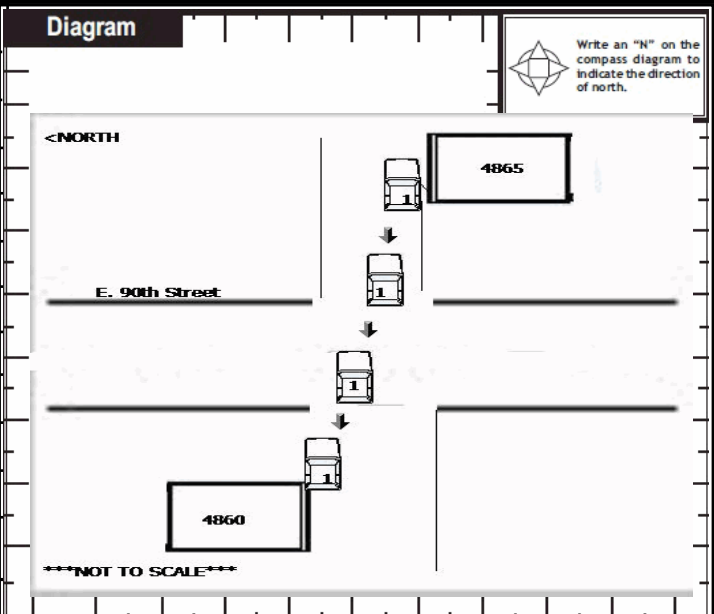 Diagram
Write an “N” on the
compass diagram to
indicate the direction
of north.
<NORTH
4865
1
1
E. 90th Street
1
1
4860
***NOT TO SCALE***